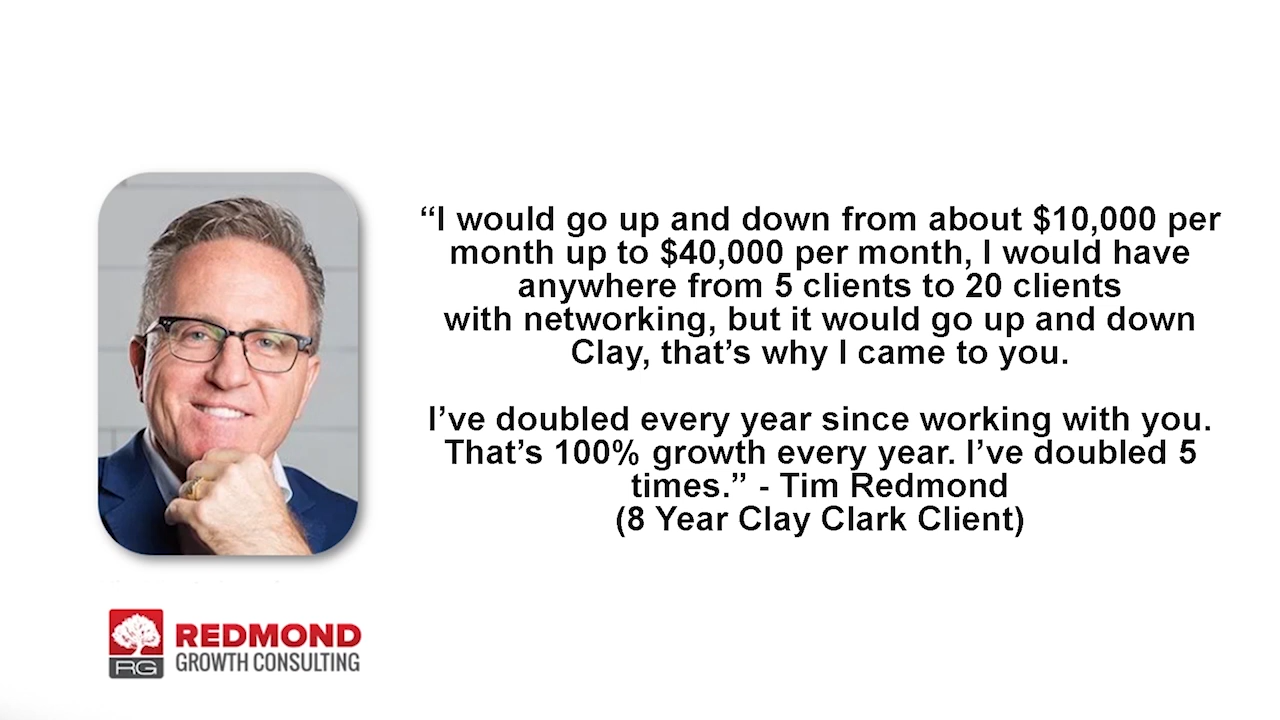 “I would go up and down from about $10,000 per
month up to $40,000 per month, I would have
anywhere from 5 clients to 20 clients
with networking, but it would go up and down
Clay, that’s why I came to you.
I’ve doubled every year since working with you.
That’s 100% growth every year. I’ve doubled 5
times.” - Tim Redmond
(8 Year Clay Clark Client)
RG
REDMOND
GROWTH CONSULTING